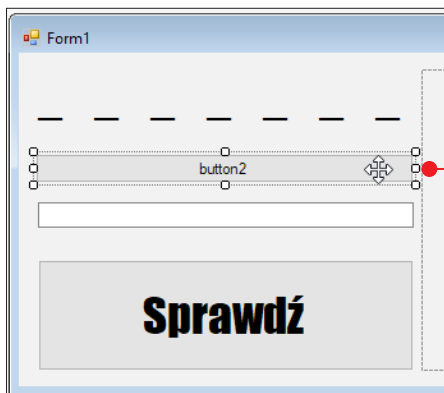 Form1
_ _ _ _ _ _ _
button2
Sprawdź